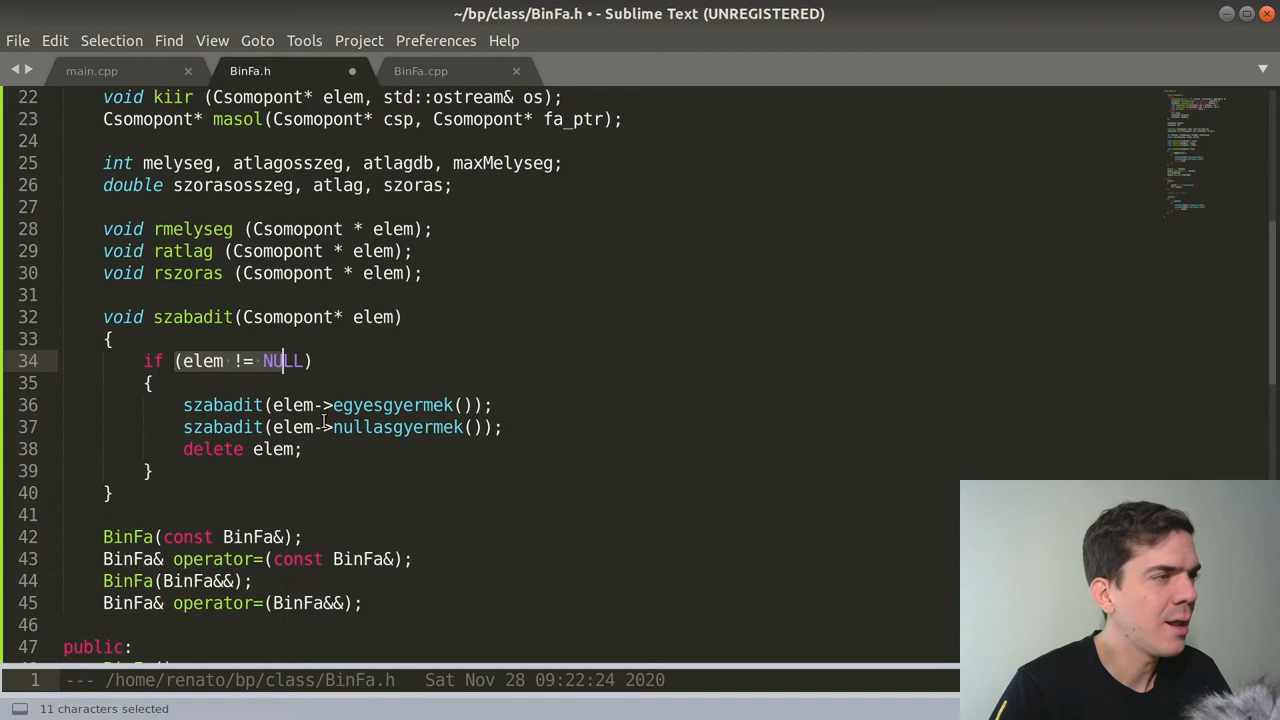 ~/bp/class/BinFa.h • - Sublime Text (UNREGISTERED)
File Edit Selection Find View Goto Tools Project Preferences Help
main.cpp × BinFa.h BinFa.cpp ×
22 void kiir (Csomopont* elem, std::ostream& os);
23 Csomopont* masol(Csomopont* csp, Csomopont* fa_ptr);
24
25 int melyseg, atlagosszeg, atlagdb, maxMelyseg;
26 double szorasosszeg, atlag, szoras;
27
28 void rmelyseg (Csomopont * elem);
29 void ratlag (Csomopont * elem);
30 void rszoras (Csomopont * elem);
31
32 void szabadit(Csomopont* elem)
33 {
34 if (elem != NULL)
35 {
36 szabadit(elem->egyesgyermek());
37 szabadit(elem->nullasgyermek());
38 delete elem;
39 }
40 }
41
42 BinFa(const BinFa&);
43 BinFa& operator=(const BinFa&);
44 BinFa(BinFa&&);
45 BinFa& operator=(BinFa&&);
46
47 public:
1 --- /home/renato/bp/class/BinFa.h Sat Nov 28 09:22:24 2020
11 characters selected